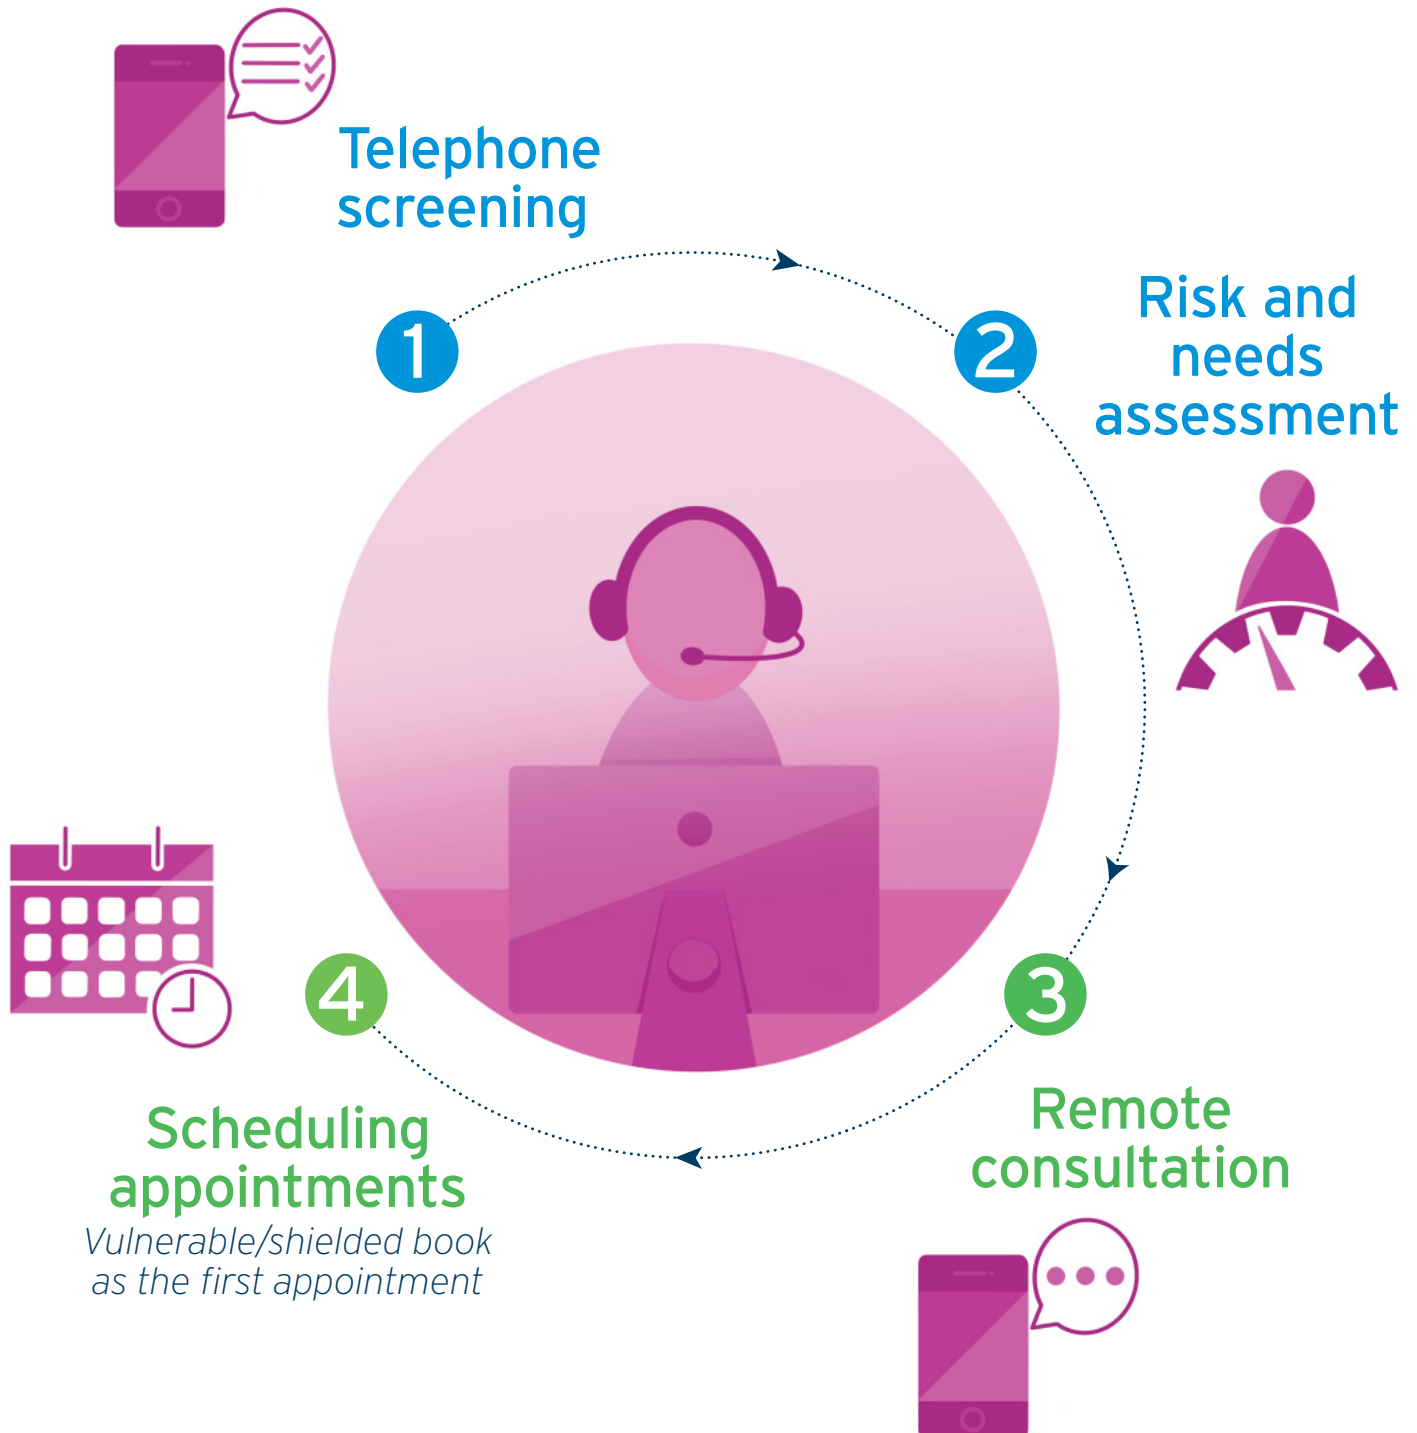 Telephone
screening
1
2
Risk and
needs
assessment
3
Remote
consultation
4
Scheduling
appointments
Vulnerable/shielded book
as the first appointment